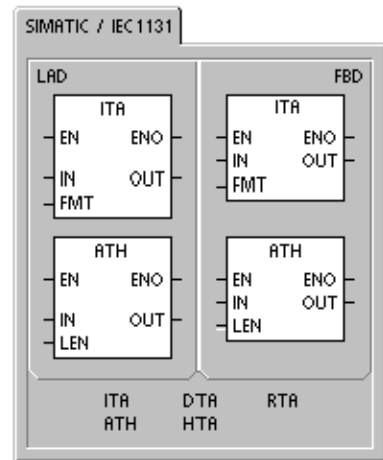 SIMATIC / IEC1131
LAD FBD
ITA ITA
EN ENO EN ENO
IN OUT IN OUT
FMT FMT
ATH ATH
EN ENO EN ENO
IN OUT IN OUT
LEN LEN
ITA DTA RTA
ATH HTA